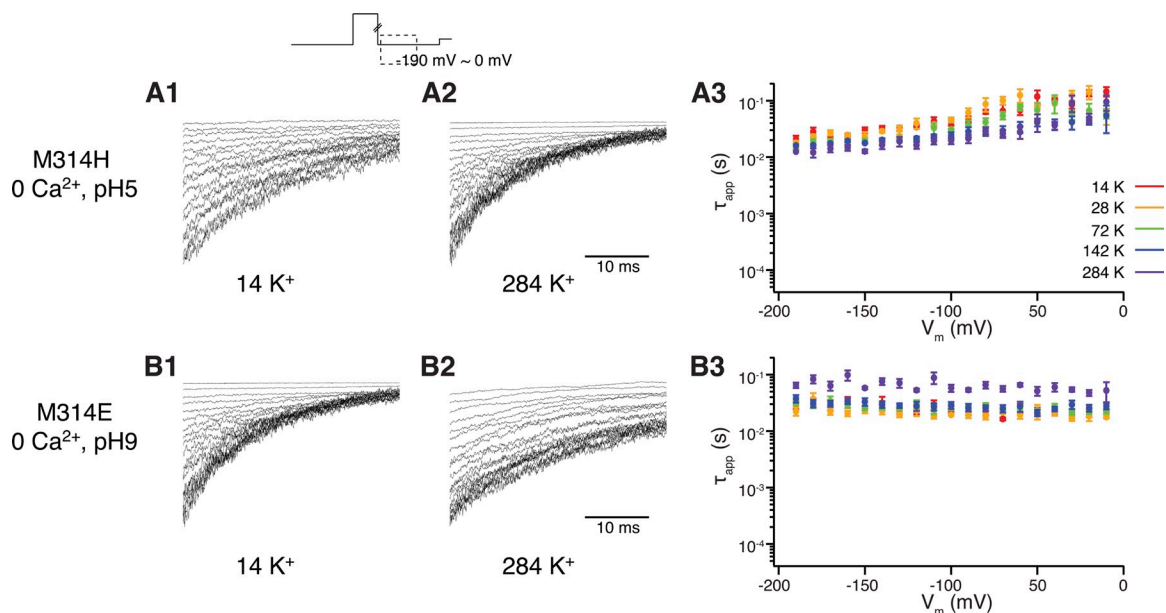 -190 mV ~ 0 mV
A1
A2
A3
M314H
0 Ca²⁺, pH5
14 K⁺
284 K⁺
10 ms
τapp (s)
10⁻¹
10⁻²
10⁻³
10⁻⁴
14 K
28 K
72 K
142 K
284 K
-200
-150
-100
50
0
Vm (mV)
B1
B2
B3
M314E
0 Ca²⁺, pH9
14 K⁺
284 K⁺
10 ms
τapp (s)
10⁻¹
10⁻²
10⁻³
10⁻⁴
-200
-150
-100
50
0
Vm (mV)